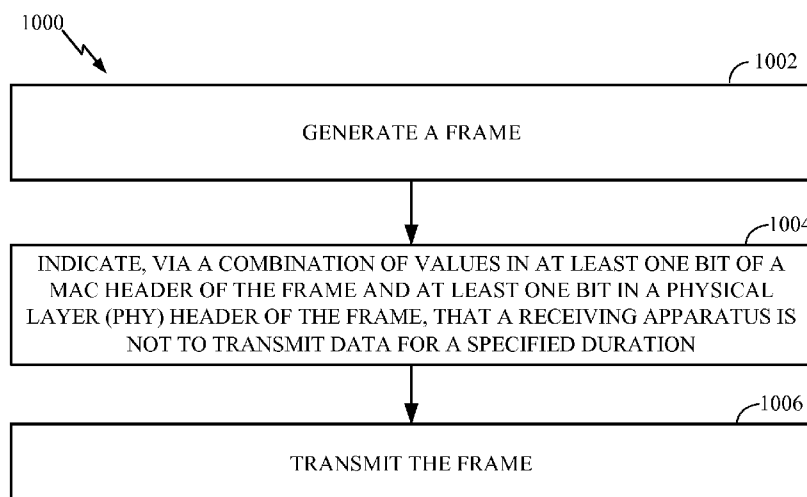 1000
1002
GENERATE A FRAME
1004
INDICATE, VIA A COMBINATION OF VALUES IN AT LEAST ONE BIT OF A
MAC HEADER OF THE FRAME AND AT LEAST ONE BIT IN A PHYSICAL
LAYER (PHY) HEADER OF THE FRAME, THAT A RECEIVING APPARATUS IS
NOT TO TRANSMIT DATA FOR A SPECIFIED DURATION
1006
TRANSMIT THE FRAME